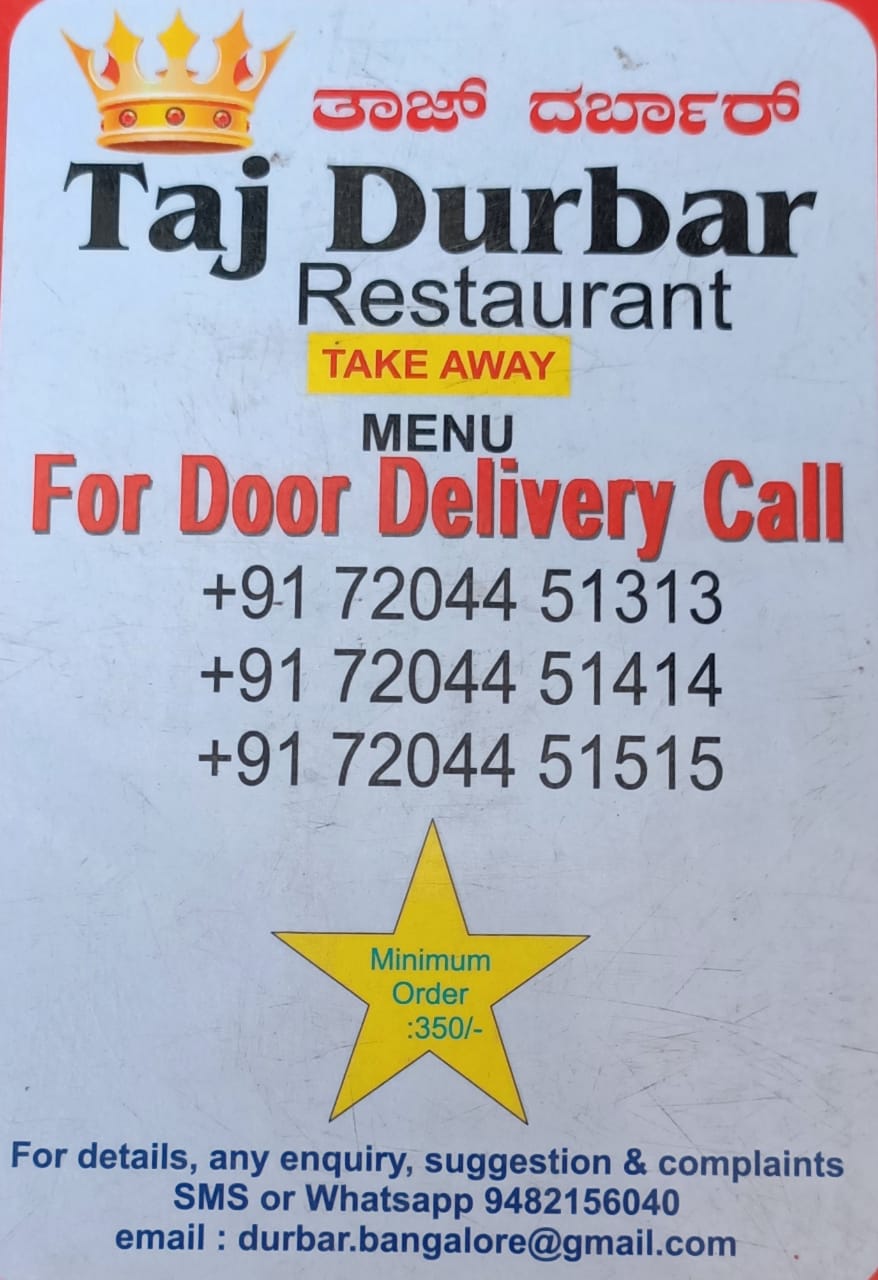 ತಾಜ್ ದರ್ಬಾರ್
Taj Durbar
Restaurant
TAKE AWAY
MENU
For Door Delivery Call
+91 72044 51313
+91 72044 51414
+91 72044 51515
Minimum
Order
:350/-
For details, any enquiry, suggestion & complaints
SMS or Whatsapp 9482156040
email : durbar.bangalore@gmail.com